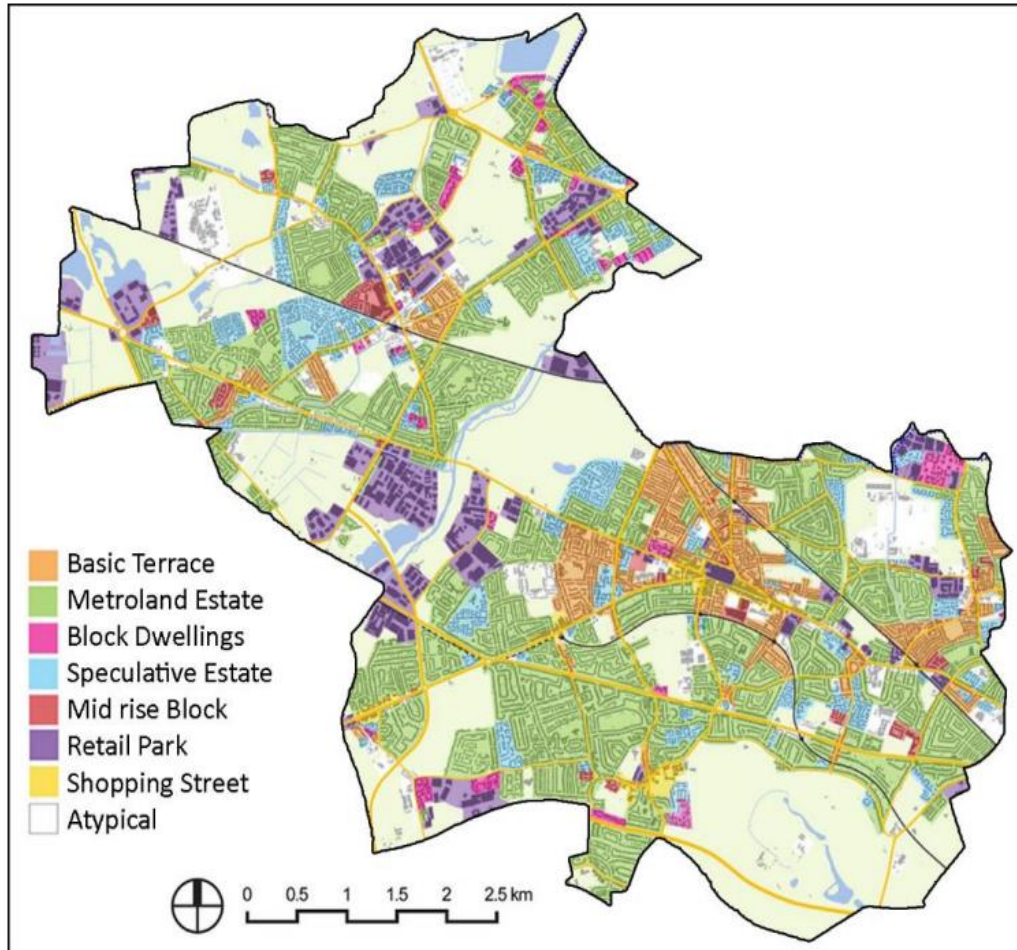 Basic Terrace
Metroland Estate
Block Dwellings
Speculative Estate
Mid rise Block
Retail Park
Shopping Street
Atypical
0 0.5 1 1.5 2 2.5 km